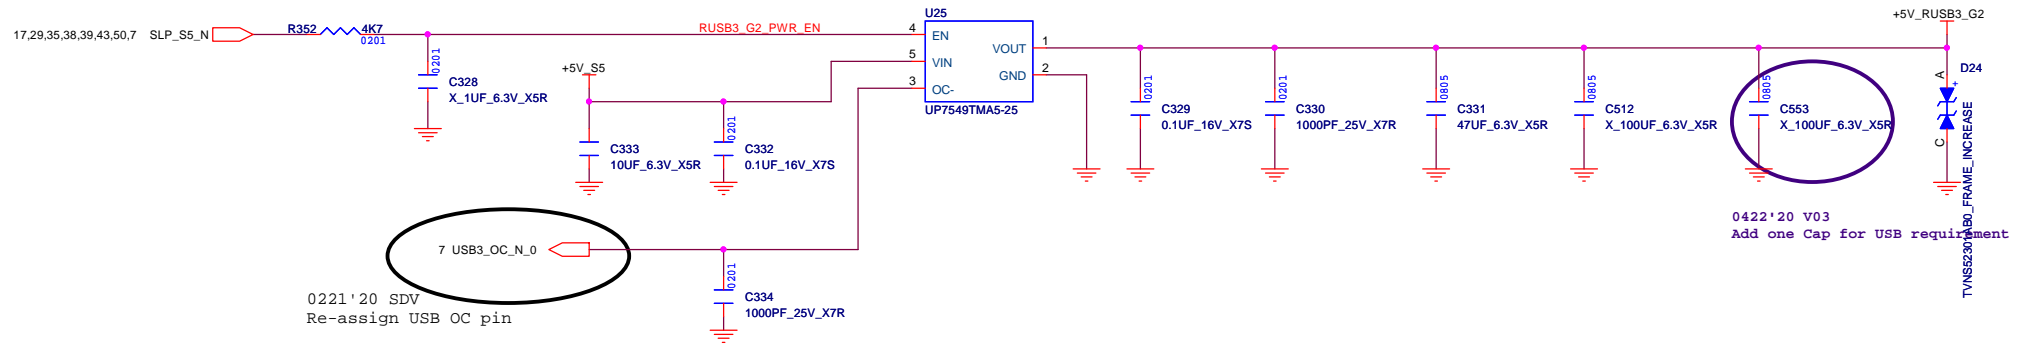 17,29,35,38,39,43,50,7 SLP_S5_N
R352 4K7
0201
RUSB3_G2_PWR_EN
0201
C328
X_1UF_6.3V_X5R
+5V_S5
C333
10UF_6.3V_X5R
0201
C332
0.1UF_16V_X7S
U25
4 EN
5 VIN
3 OC-
VOUT 1
GND 2
UP7549TMA5-25
0201
C329
0.1UF_16V_X7S
0201
C330
1000PF_25V_X7R
0805
C331
47UF_6.3V_X5R
0805
C512
X_100UF_6.3V_X5R
0805
C553
X_100UF_6.3V_X5R
+5V_RUSB3_G2
D24
A
+
C
TVNS52301AB0_FRAME_INCREASE
0422'20 V03
Add one Cap for USB requirement
7 USB3_OC_N_0
0221'20 SDV
Re-assign USB OC pin
0201
C334
1000PF_25V_X7R